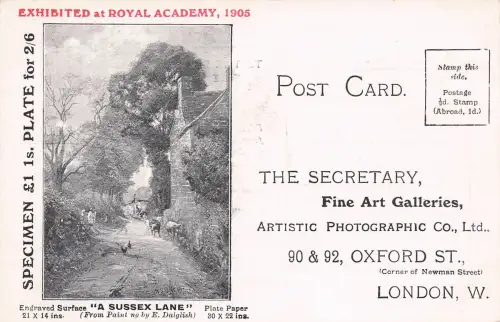 EXHIBITED at ROYAL ACADEMY, 1905
SPECIMEN £1 1s. PLATE for 2/6
Engraved Surface "A SUSSEX LANE" Plate Paper
21 X 14 ins. (From Painting by E. Dalglish) 30 X 22 ins.
POST CARD.
Stamp this
side.
Postage
½d. Stamp
(Abroad, 1d.)
THE SECRETARY,
Fine Art Galleries,
ARTISTIC PHOTOGRAPHIC CO., Ltd.,
90 & 92, OXFORD ST.,
(Corner of Newman Street)
LONDON, W.